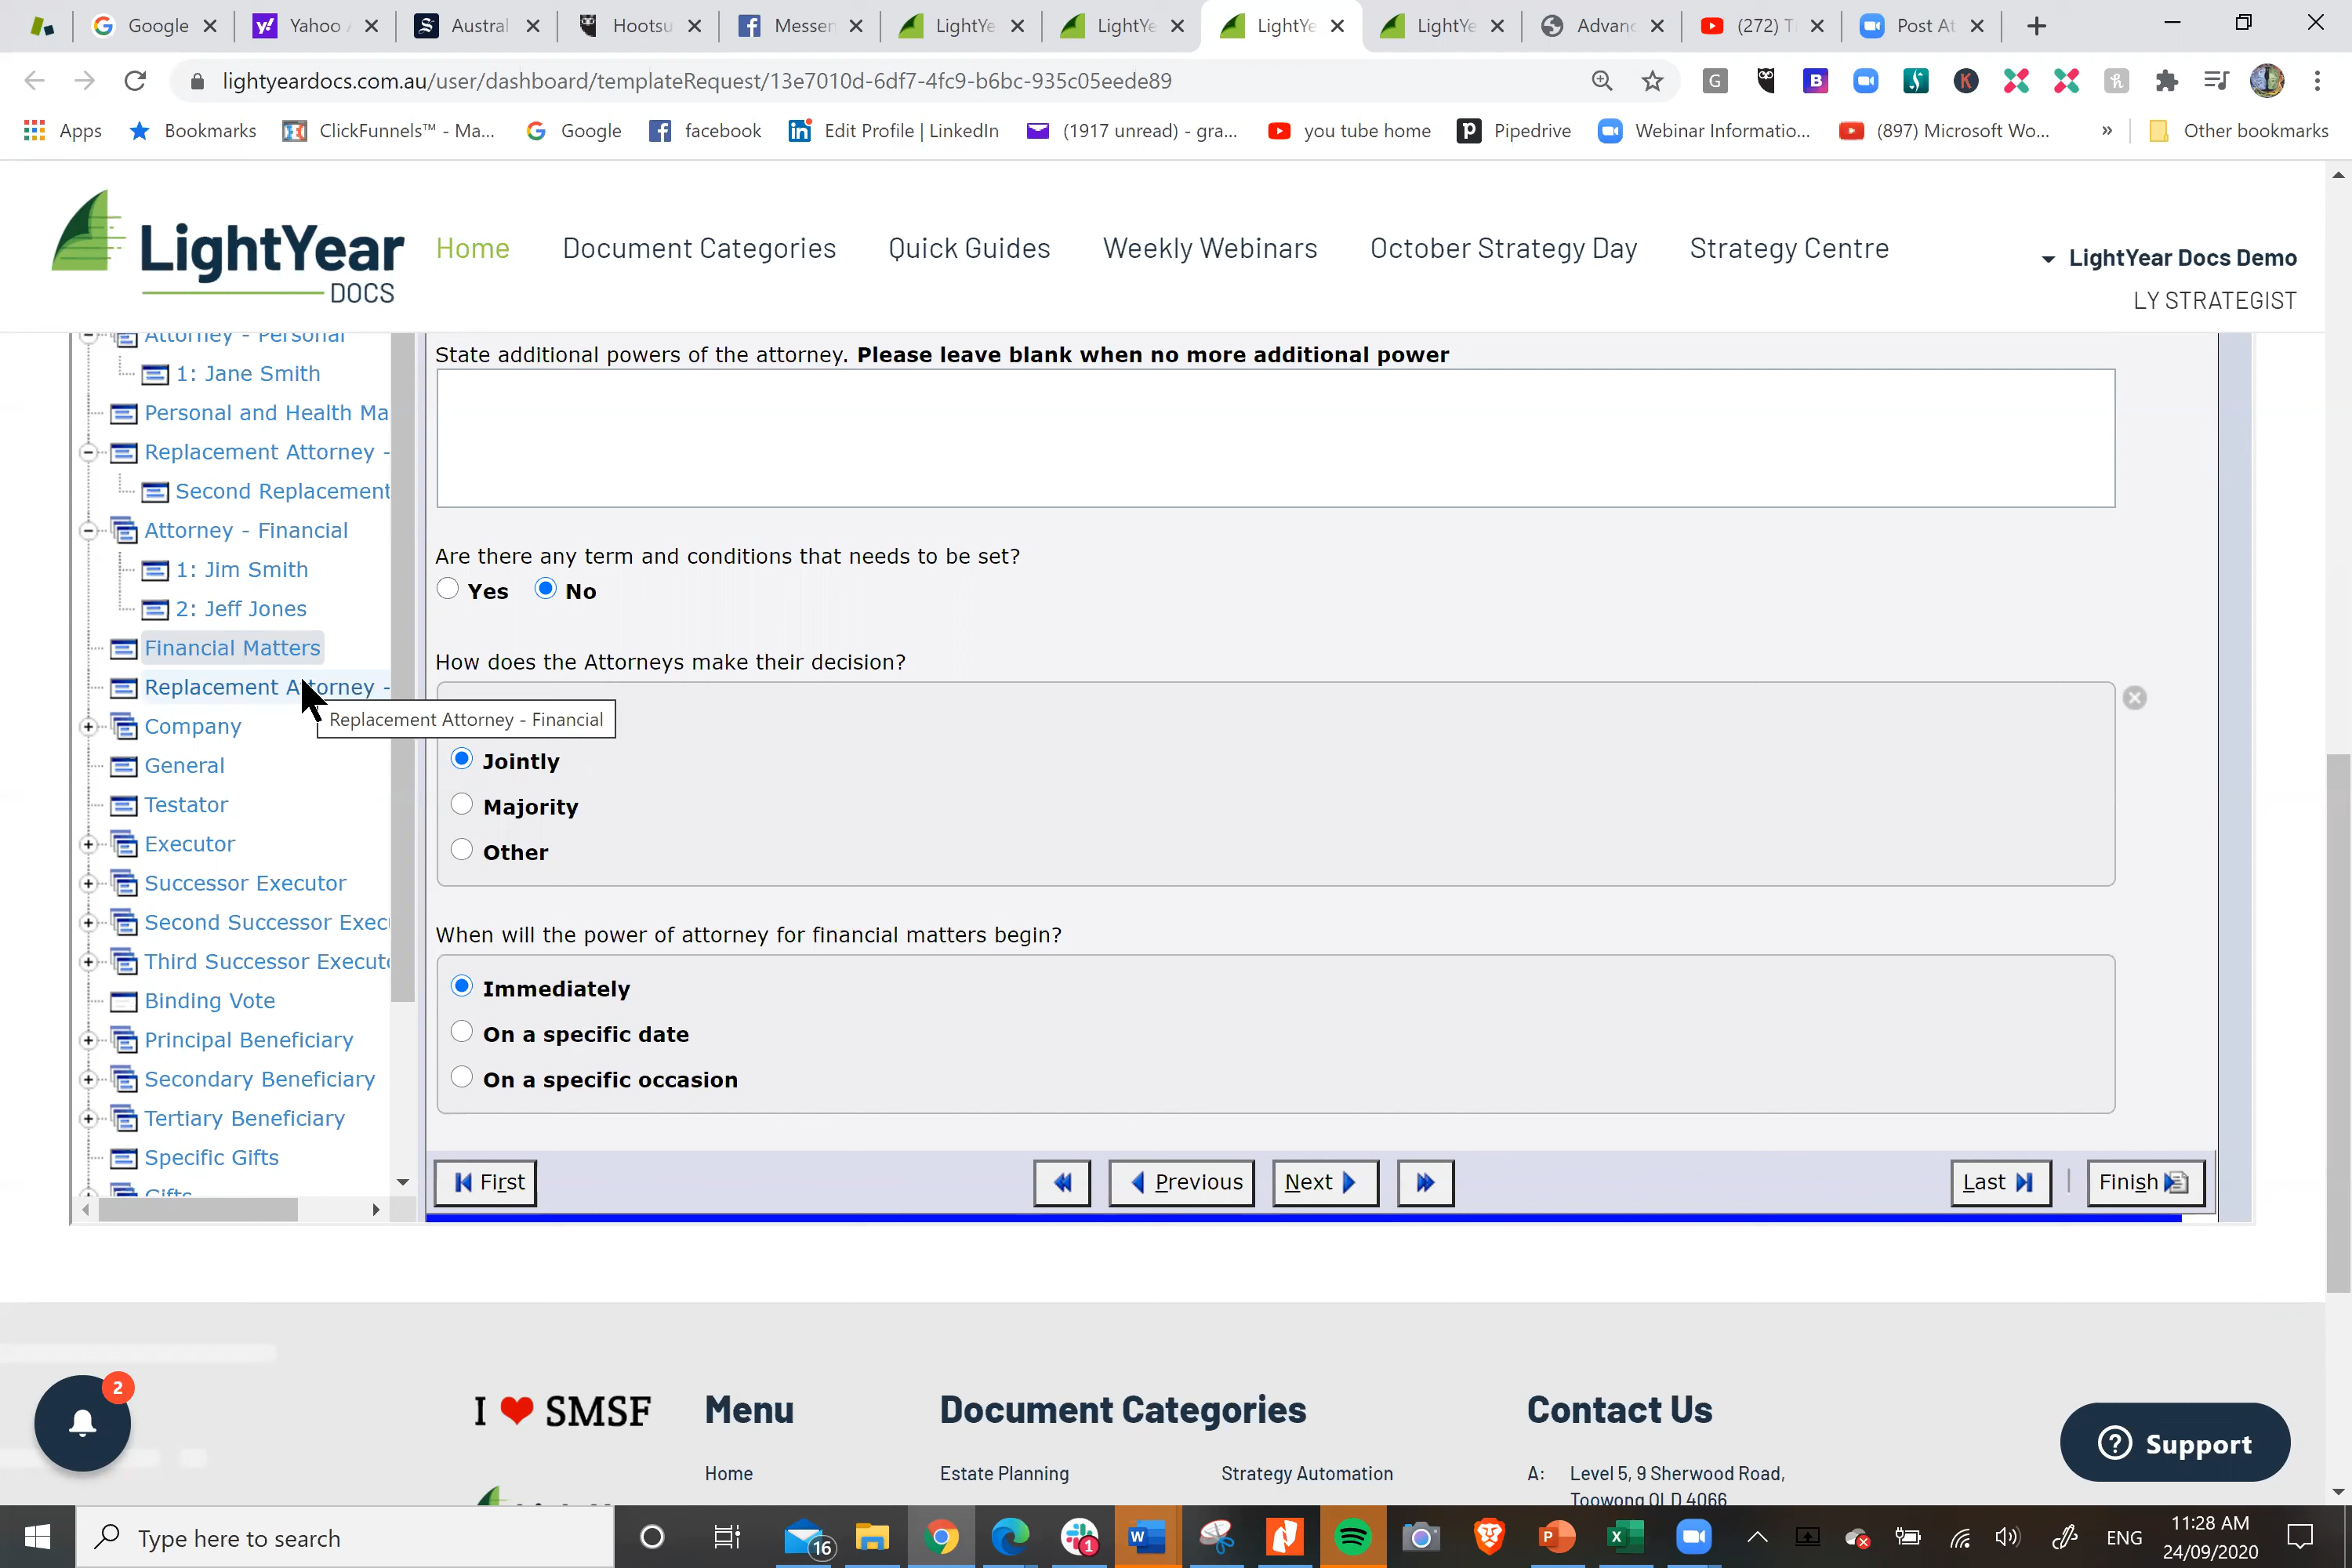 Google
Yahoo
Austral
Hootsu
Messen
LightYe
LightYe
LightYe
LightYe
Advanc
(272) T
Post At
lightyeardocs.com.au/user/dashboard/templateRequest/13e7010d-6df7-4fc9-b6bc-935c05eede89
Apps
Bookmarks
ClickFunnels™ - Ma...
Google
facebook
Edit Profile | LinkedIn
(1917 unread) - gra...
you tube home
Pipedrive
Webinar Informatio...
(897) Microsoft Wo...
»
Other bookmarks
LightYear
DOCS
Home
Document Categories
Quick Guides
Weekly Webinars
October Strategy Day
Strategy Centre
LightYear Docs Demo
LY STRATEGIST
Attorney - Personal
1: Jane Smith
Personal and Health Ma
Replacement Attorney -
Second Replacement
Attorney - Financial
1: Jim Smith
2: Jeff Jones
Financial Matters
Replacement Attorney -
Replacement Attorney - Financial
Company
General
Testator
Executor
Successor Executor
Second Successor Exec
Third Successor Execut
Binding Vote
Principal Beneficiary
Secondary Beneficiary
Tertiary Beneficiary
Specific Gifts
Gifts
State additional powers of the attorney. Please leave blank when no more additional power
Are there any term and conditions that needs to be set?
Yes No
How does the Attorneys make their decision?
Jointly
Majority
Other
When will the power of attorney for financial matters begin?
Immediately
On a specific date
On a specific occasion
First
Previous
Next
Last
Finish
2
I ❤ SMSF
Menu
Document Categories
Contact Us
Home
Estate Planning
Strategy Automation
A: Level 5, 9 Sherwood Road,
Toowong QLD 4066
Support
Type here to search
16
1
ENG
11:28 AM
24/09/2020